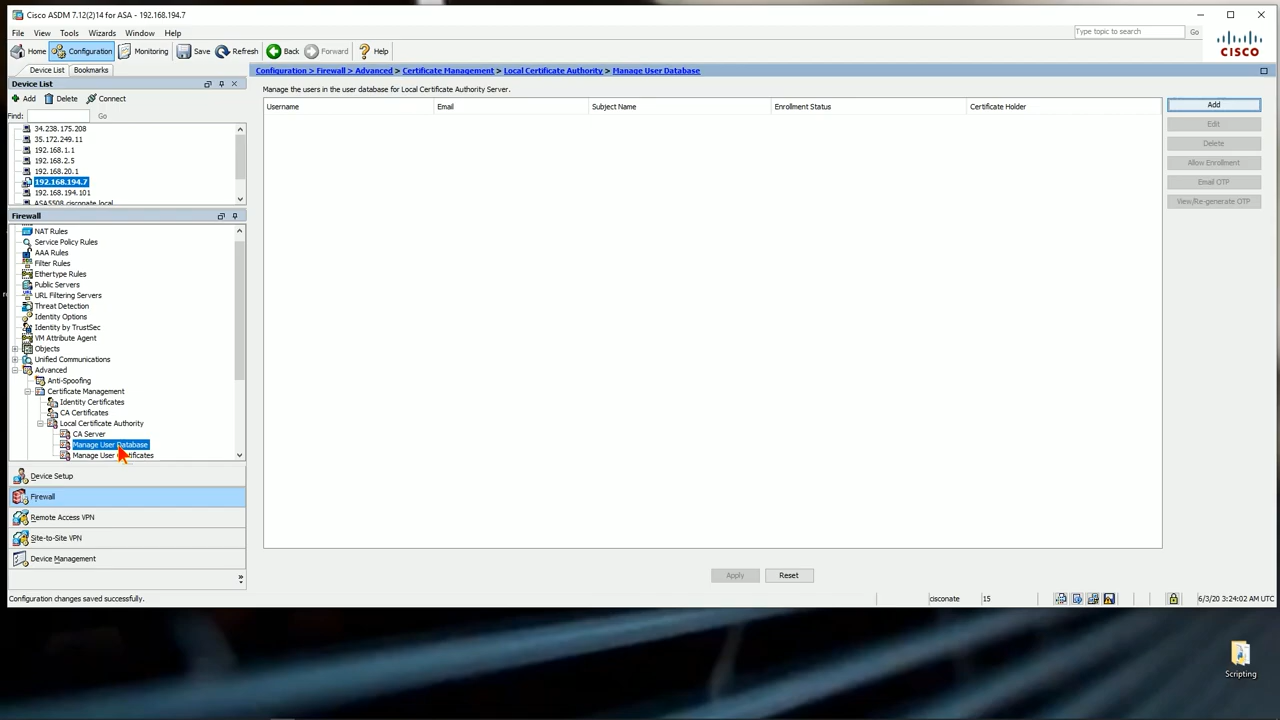 Cisco ASDM 7.12(2)14 for ASA - 192.168.194.7
File View Tools Wizards Window Help
Type topic to search Go
Home Configuration Monitoring Save Refresh Back Forward Help
CISCO
Device List Bookmarks
Configuration > Firewall > Advanced > Certificate Management > Local Certificate Authority > Manage User Database
Device List
Manage the users in the user database for Local Certificate Authority Server.
Add Delete Connect
Username Email Subject Name Enrollment Status Certificate Holder
Find: Go
34.238.175.208
35.172.249.11
192.168.1.1
192.168.2.5
192.168.20.1
192.168.194.7
192.168.194.101
ASA5508.cisconate.local
Add
Edit
Delete
Allow Enrollment
Email OTP
View/Re-generate OTP
Firewall
NAT Rules
Service Policy Rules
AAA Rules
Filter Rules
Ethertype Rules
Public Servers
URL Filtering Servers
Threat Detection
Identity Options
Identity by TrustSec
VM Attribute Agent
Objects
Unified Communications
Advanced
Anti-Spoofing
Certificate Management
Identity Certificates
CA Certificates
Local Certificate Authority
CA Server
Manage User Database
Manage User Certificates
Device Setup
Firewall
Remote Access VPN
Site-to-Site VPN
Device Management
Apply Reset
Configuration changes saved successfully.
cisconate 15 6/3/20 3:24:02 AM UTC
Scripting